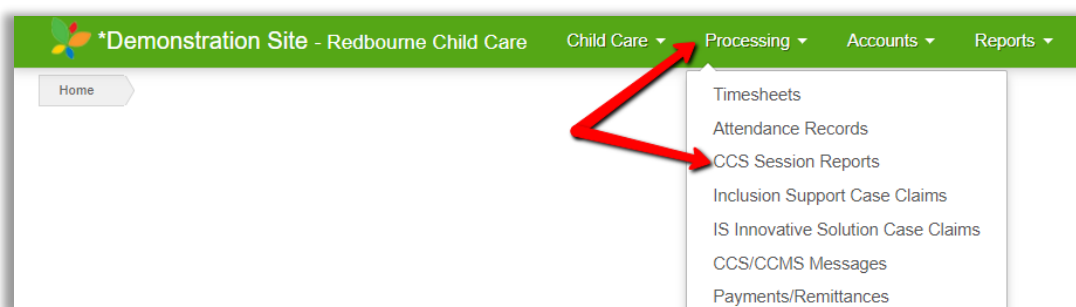 *Demonstration Site - Redbourne Child Care Child Care Processing Accounts Reports
Home
Timesheets
Attendance Records
CCS Session Reports
Inclusion Support Case Claims
IS Innovative Solution Case Claims
CCS/CCMS Messages
Payments/Remittances